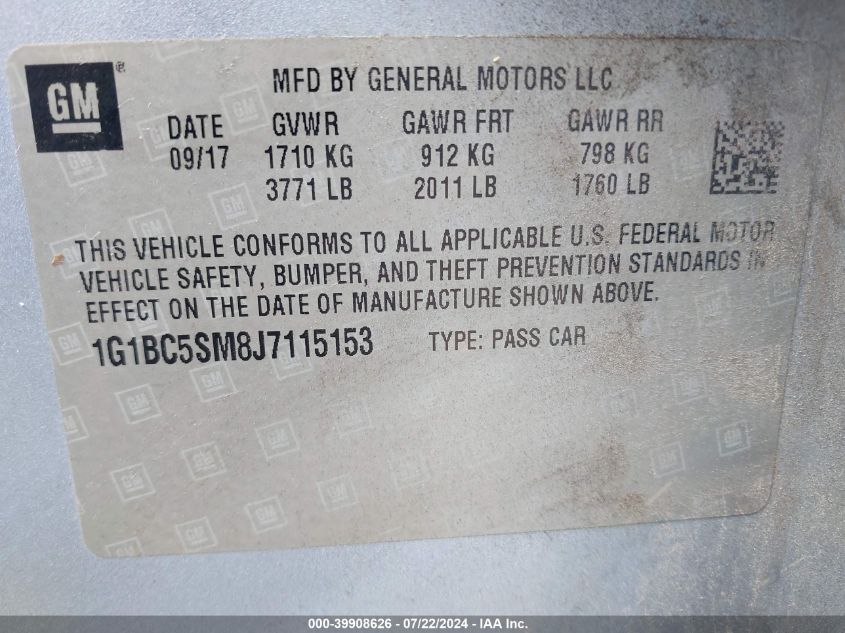 GM®
MFD BY GENERAL MOTORS LLC
DATE GVWR GAWR FRT GAWR RR
09/17 1710 KG 912 KG 798 KG
3771 LB 2011 LB 1760 LB
THIS VEHICLE CONFORMS TO ALL APPLICABLE U.S. FEDERAL MOTOR
VEHICLE SAFETY, BUMPER, AND THEFT PREVENTION STANDARDS IN
EFFECT ON THE DATE OF MANUFACTURE SHOWN ABOVE.
1G1BC5SM8J7115153 TYPE: PASS CAR
000-39908626 - 07/22/2024 - IAA Inc.